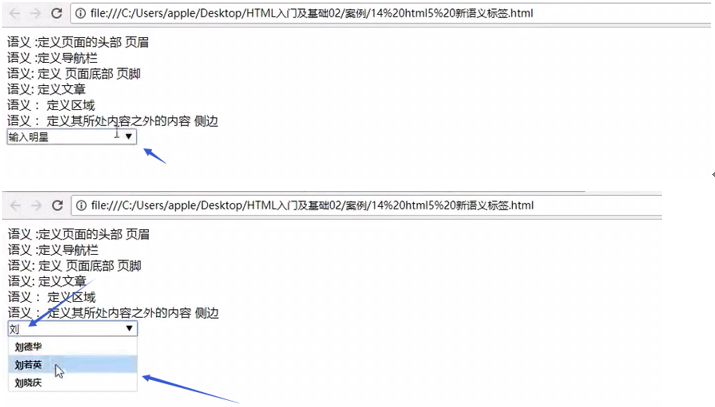 file:///C:/Users/apple/Desktop/HTML入门及基础02/案例/14%20html5%20新语义标签.html
语义 :定义页面的头部 页眉
语义 :定义导航栏
语义: 定义 页面底部 页脚
语义: 定义文章
语义： 定义区域
语义： 定义其所处内容之外的内容 侧边
输入明星
file:///C:/Users/apple/Desktop/HTML入门及基础02/案例/14%20html5%20新语义标签.html
语义 :定义页面的头部 页眉
语义 :定义导航栏
语义: 定义 页面底部 页脚
语义: 定义文章
语义： 定义区域
语义： 定义其所处内容之外的内容 侧边
刘
刘德华
刘若英
刘晓庆